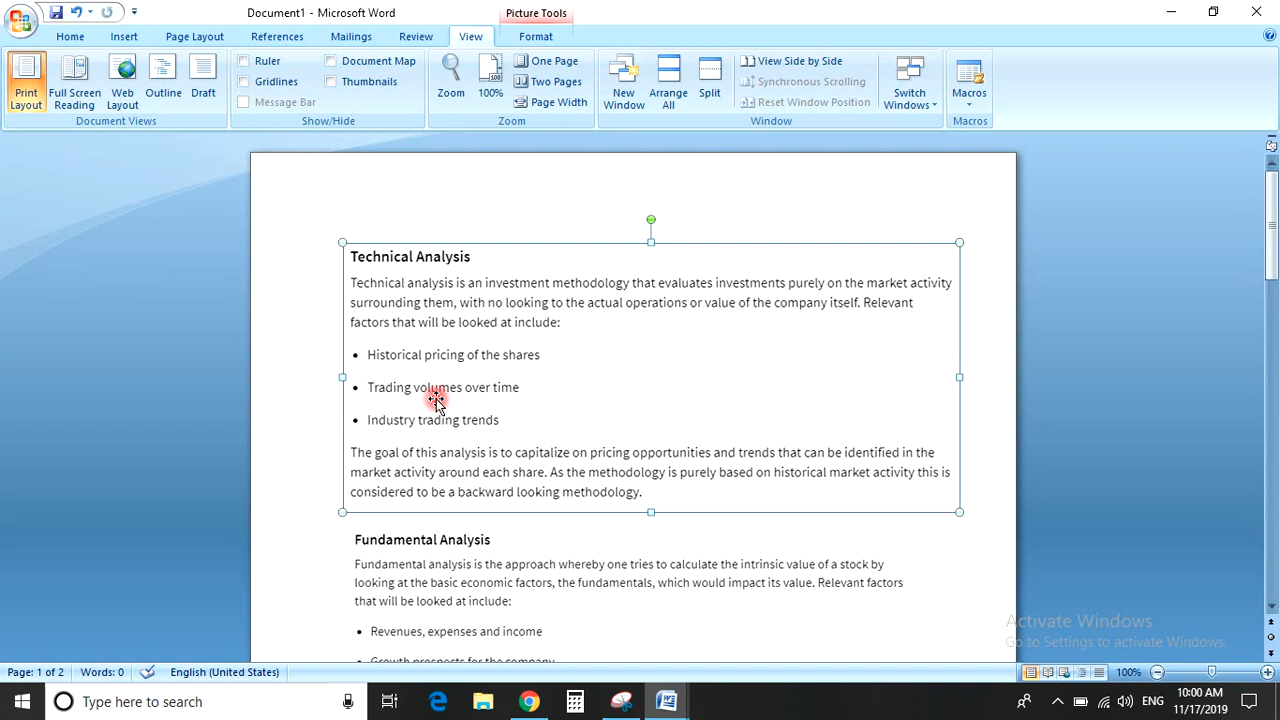 Document1 - Microsoft Word
Picture Tools
Home Insert Page Layout References Mailings Review View Format
Print Layout
Full Screen Reading
Web Layout
Outline
Draft
Document Views
Ruler
Gridlines
Message Bar
Document Map
Thumbnails
Show/Hide
Zoom
100%
One Page
Two Pages
Page Width
Zoom
New Window
Arrange All
Split
View Side by Side
Synchronous Scrolling
Reset Window Position
Window
Switch Windows
Macros
Macros
Technical Analysis
Technical analysis is an investment methodology that evaluates investments purely on the market activity
surrounding them, with no looking to the actual operations or value of the company itself. Relevant
factors that will be looked at include:
• Historical pricing of the shares
• Trading volumes over time
• Industry trading trends
The goal of this analysis is to capitalize on pricing opportunities and trends that can be identified in the
market activity around each share. As the methodology is purely based on historical market activity this is
considered to be a backward looking methodology.
Fundamental Analysis
Fundamental analysis is the approach whereby one tries to calculate the intrinsic value of a stock by
looking at the basic economic factors, the fundamentals, which would impact its value. Relevant factors
that will be looked at include:
• Revenues, expenses and income
• Growth prospects for the company
Activate Windows
Go to Settings to activate Windows.
Page: 1 of 2 Words: 0 English (United States) 100%
Type here to search
ENG
10:00 AM
11/17/2019